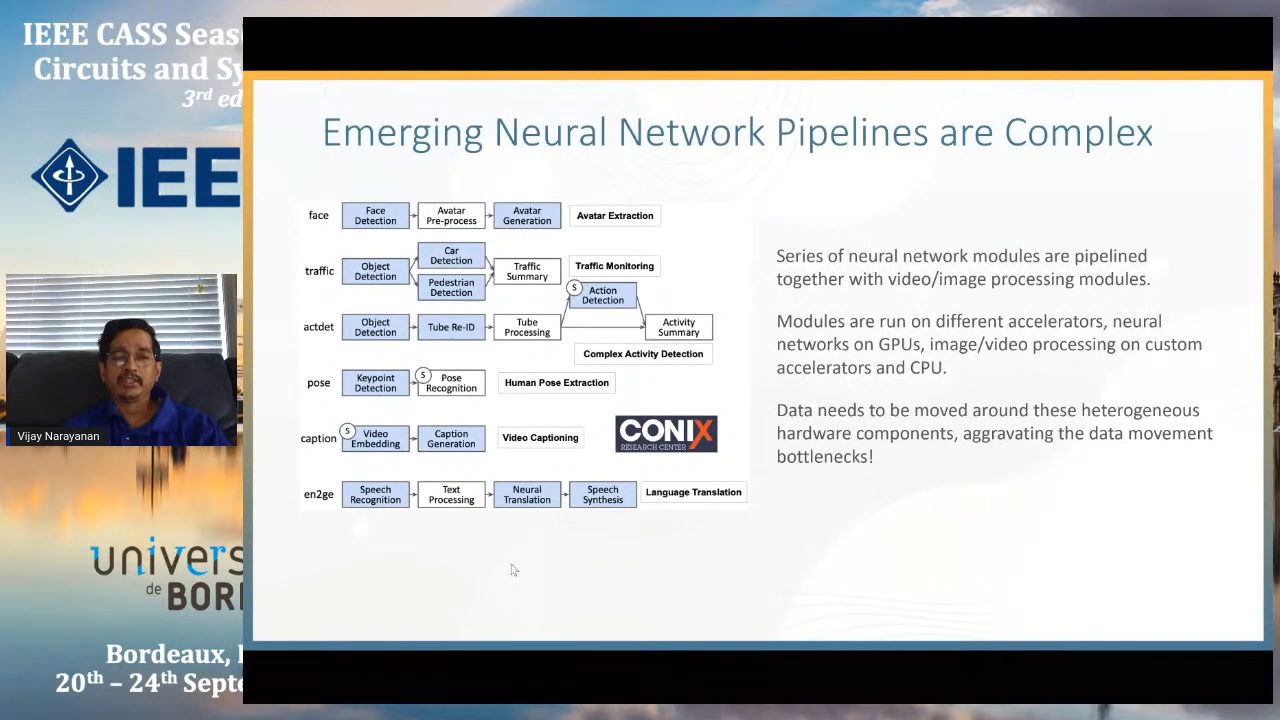 IEEE CASS Seas
Circuits and Sy
3rd ed
IEE
Vijay Narayanan
univers
de BOR
Bordeaux,
20th – 24th Septe
Emerging Neural Network Pipelines are Complex
face
Face
Detection
Avatar
Pre-process
Avatar
Generation
Avatar Extraction
traffic
Object
Detection
Car
Detection
Pedestrian
Detection
Traffic
Summary
Traffic Monitoring
S
Action
Detection
actdet
Object
Detection
Tube Re-ID
Tube
Processing
Activity
Summary
Complex Activity Detection
pose
Keypoint
Detection
S
Pose
Recognition
Human Pose Extraction
caption
S
Video
Embedding
Caption
Generation
Video Captioning
CONIX
RESEARCH CENTER
en2ge
Speech
Recognition
Text
Processing
Neural
Translation
Speech
Synthesis
Language Translation
Series of neural network modules are pipelined
together with video/image processing modules.
Modules are run on different accelerators, neural
networks on GPUs, image/video processing on custom
accelerators and CPU.
Data needs to be moved around these heterogeneous
hardware components, aggravating the data movement
bottlenecks!